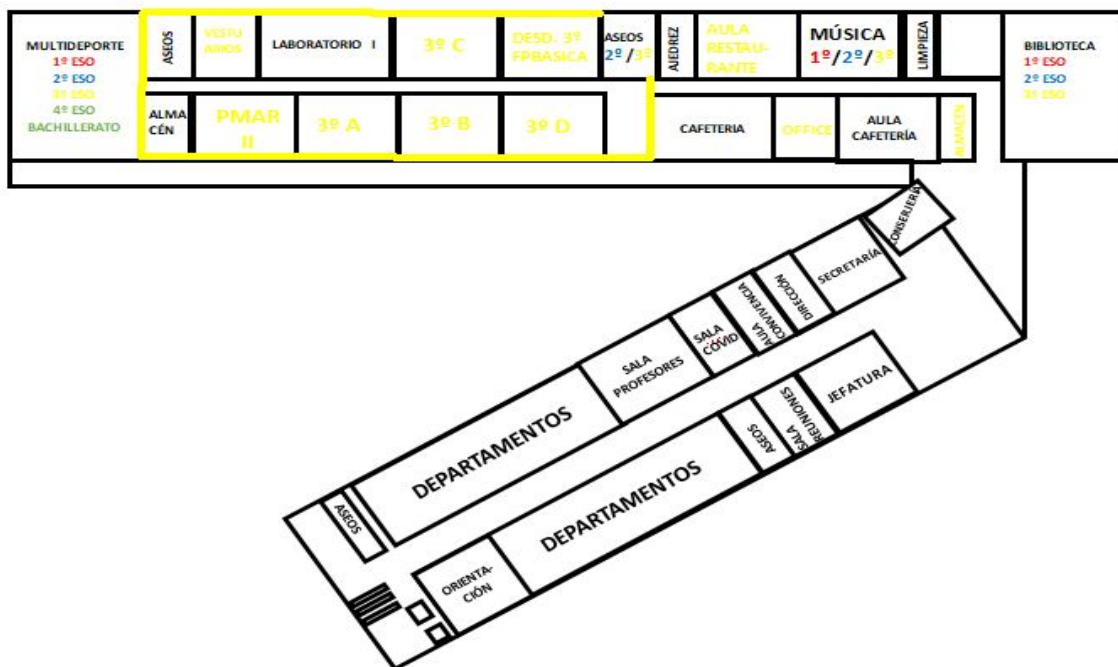 MULTIDEPORTE
1º ESO
2º ESO
3º ESO
4º ESO
BACHILLERATO
ASEOS
VESTU
ARIOS
LABORATORIO I
3º C
DESD. 3º
FPBASICA
ASEOS
2º /3º
AJEDREZ
AULA
RESTAU-
RANTE
MÚSICA
1º/2º/3º
LIMPIEZA
BIBLIOTECA
1º ESO
2º ESO
3º ESO
ALMA
CÉN
PMAR
II
3º A
3º B
3º D
CAFETERIA
OFFICE
AULA
CAFETERÍA
ALMACEN
CONSERJERÍA
SECRETARÍA
DIRECCIÓN
AULA
CONVIVENCIA
SALA
COVID
SALA
PROFESORES
DEPARTAMENTOS
ASEOS
JEFATURA
SALA
REUNIONES
ASEOS
DEPARTAMENTOS
ORIENTA-
CIÓN